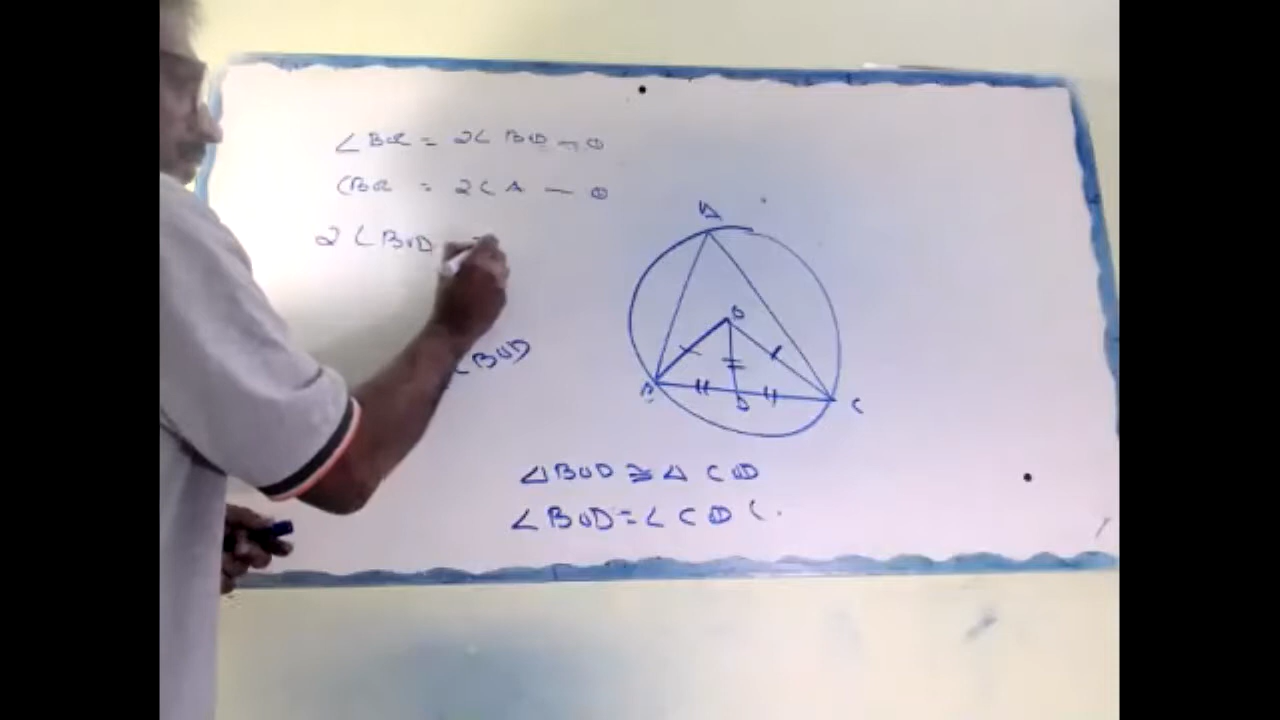 ∠BOC = 2∠BOD — ①
∠BOC = 2∠A — ②
2∠BOD =
∠BOD
A
O
B
D
C
△BOD ≅ △COD
∠BOD = ∠COD (.